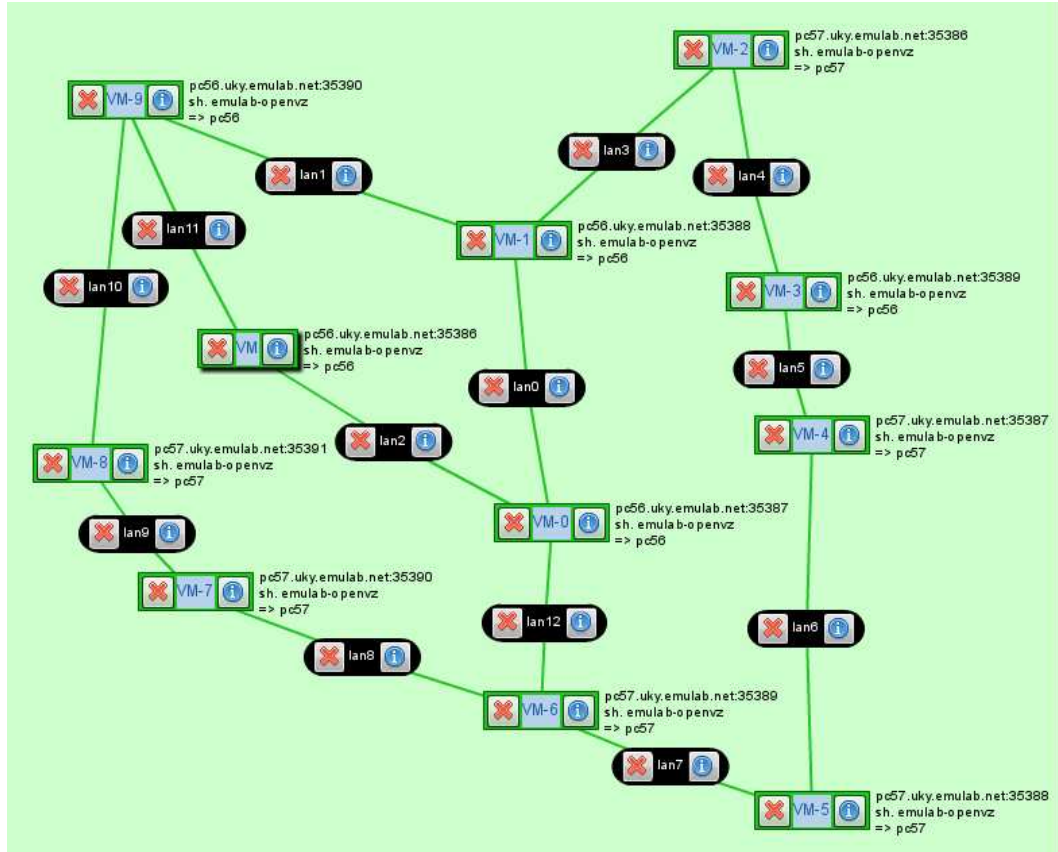 pc57.uky.emulab.net:35386
VM-2
sh. emulab-openvz
=> pc57
pc56.uky.emulab.net:35390
VM-9
sh. emulab-openvz
=> pc56
lan3
lan1
lan4
pc56.uky.emulab.net:35388
lan11
VM-1
sh. emulab-openvz
=> pc56
pc56.uky.emulab.net:35389
lan10
VM-3
sh. emulab-openvz
=> pc56
pc56.uky.emulab.net:35386
VM
sh. emulab-openvz
=> pc56
lan5
lan0
pc57.uky.emulab.net:35387
VM-4
sh. emulab-openvz
=> pc57
lan2
pc57.uky.emulab.net:35391
VM-8
sh. emulab-openvz
=> pc57
pc56.uky.emulab.net:35387
VM-0
sh. emulab-openvz
=> pc56
lan9
pc57.uky.emulab.net:35390
VM-7
sh. emulab-openvz
=> pc57
lan12
lan6
lan8
pc57.uky.emulab.net:35389
VM-6
sh. emulab-openvz
=> pc57
lan7
pc57.uky.emulab.net:35388
VM-5
sh. emulab-openvz
=> pc57